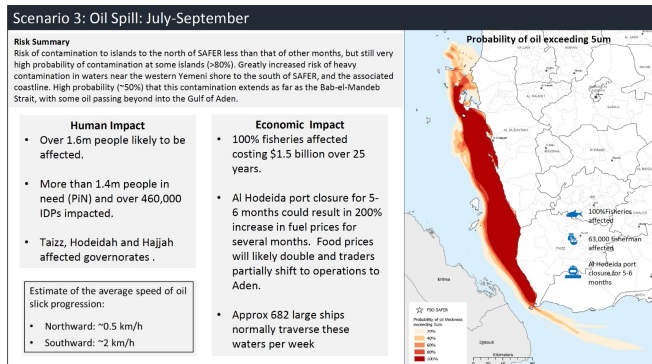 Scenario 3: Oil Spill: July-September
Risk Summary
Risk of contamination to islands to the north of SAFER less than that of other months, but still very
high probability of contamination at some islands (>80%). Greatly increased risk of heavy
contamination in waters near the western Yemeni shore to the south of SAFER, and the associated
coastline. High probability (~50%) that this contamination extends as far as the Bab-el-Mandeb
Strait, with some oil passing beyond into the Gulf of Aden.
Human Impact
• Over 1.6m people likely to be
affected.
• More than 1.4m people in
need (PiN) and over 460,000
IDPs impacted.
• Taizz, Hodeidah and Hajjah
affected governorates .
Estimate of the average speed of oil
slick progression:
• Northward: ~0.5 km/h
• Southward: ~2 km/h
Economic Impact
• 100% fisheries affected
costing $1.5 billion over 25
years.
• Al Hodeida port closure for 5-
6 months could result in 200%
increase in fuel prices for
several months. Food prices
will likely double and traders
partially shift to operations to
Aden.
• Approx 682 large ships
normally traverse these
waters per week
Probability of oil exceeding 5um
100%Fisheries
affected
63,000 fisherman
affected
Al Hodeida port
closure for 5-6
months
Eritrea
Djibouti
FSO SAFER
Probability of oil thickness
exceeding 5um
20%
40%
60%
80%
100%
Kilometers